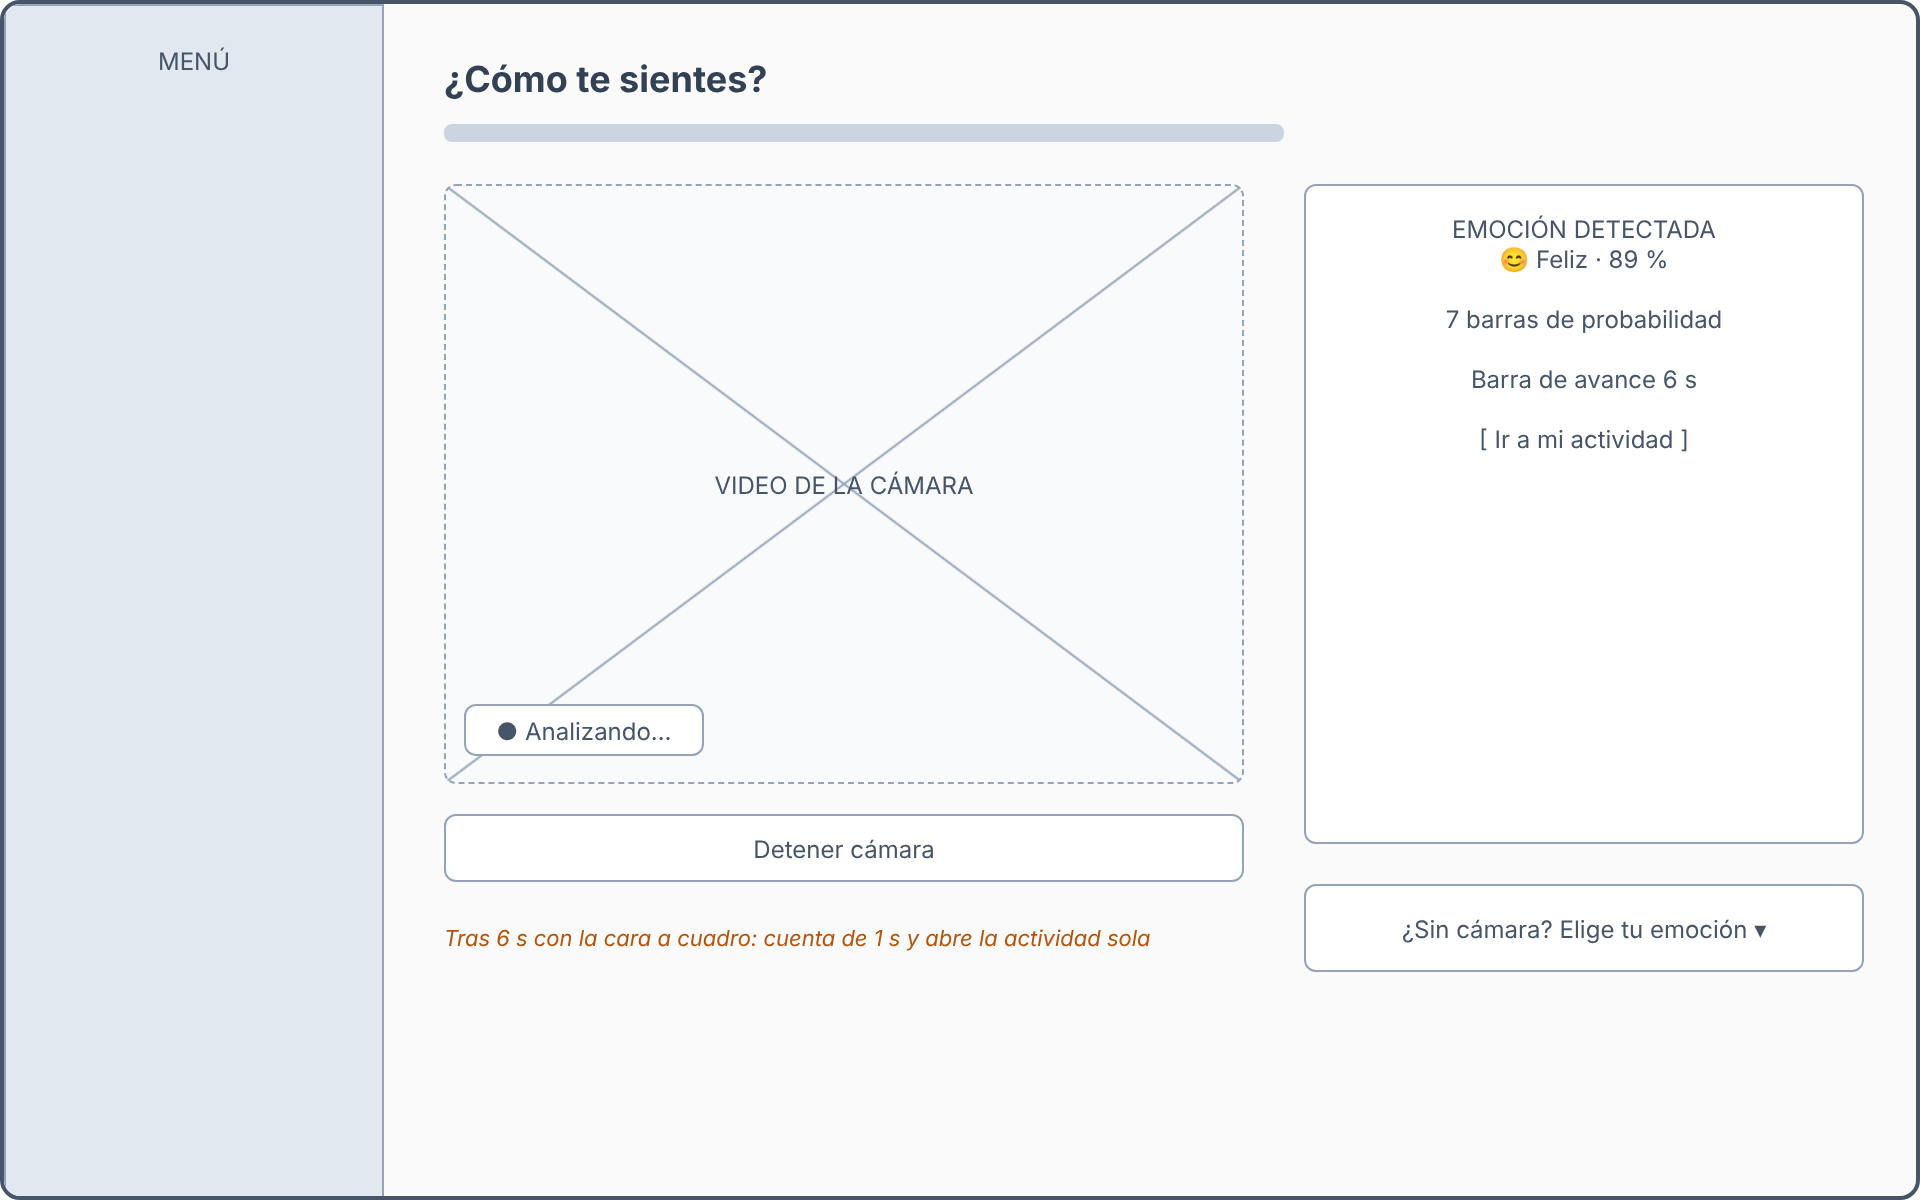 MENÚ
¿Cómo te sientes?
VIDEO DE LA CÁMARA
● Analizando...
Detener cámara
Tras 6 s con la cara a cuadro: cuenta de 1 s y abre la actividad sola
EMOCIÓN DETECTADA
😊 Feliz · 89 %
7 barras de probabilidad
Barra de avance 6 s
[ Ir a mi actividad ]
¿Sin cámara? Elige tu emoción ▾